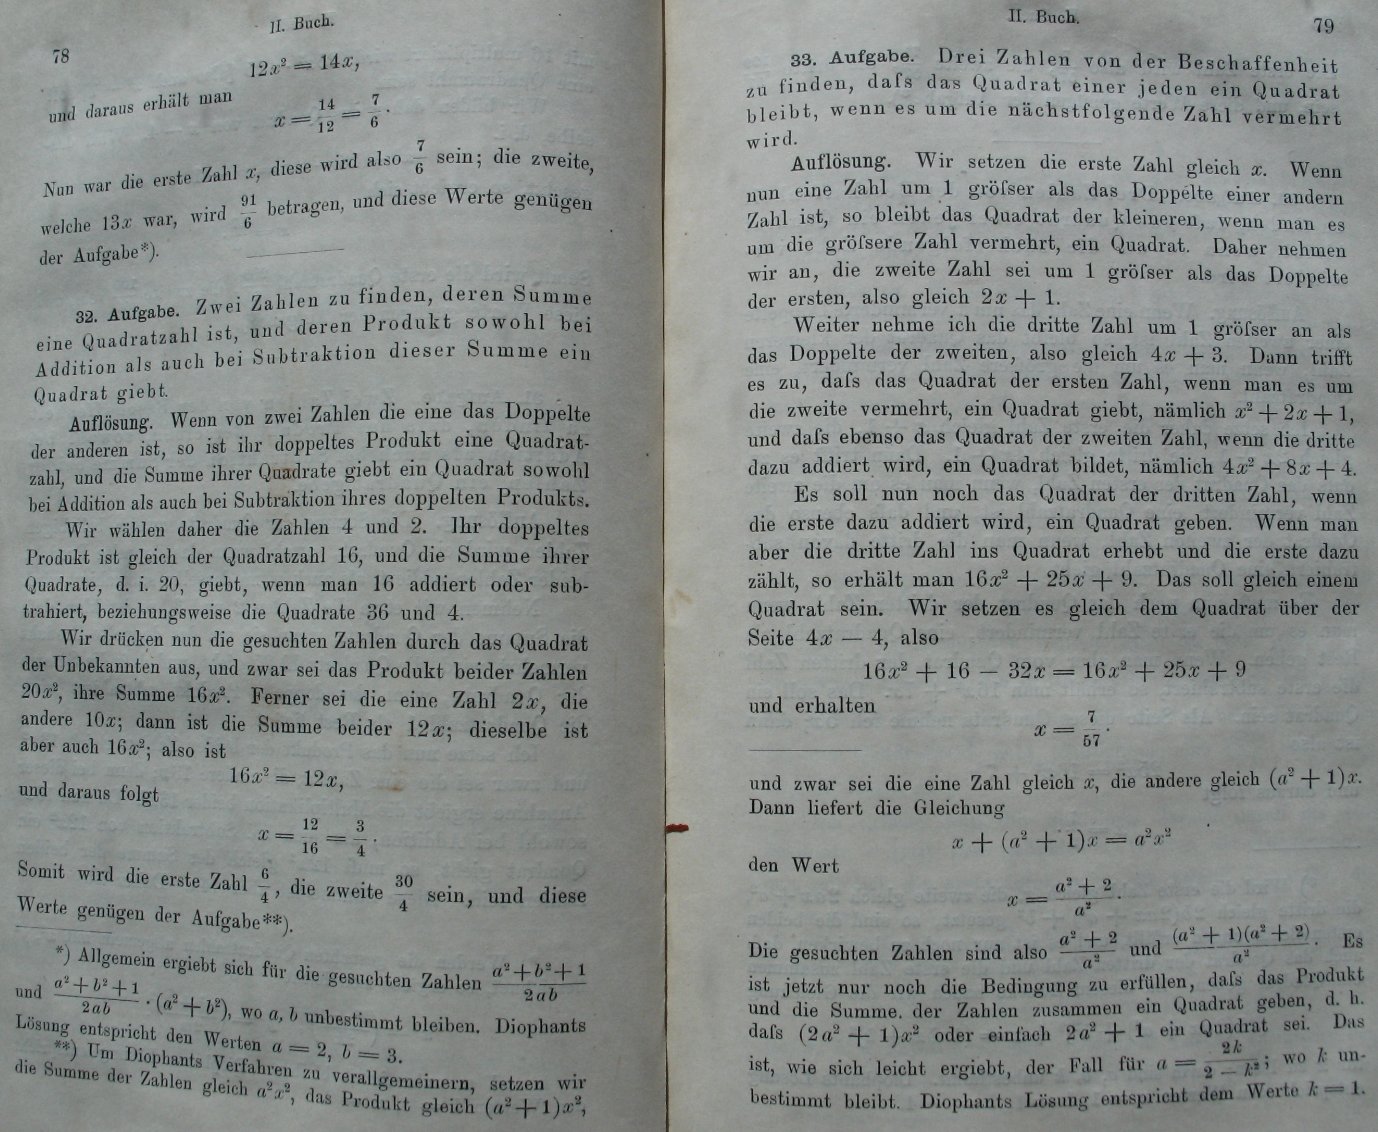 II. Buch.
78
12x² = 14x,
und daraus erhält man
x = 14/12 = 7/6.
Nun war die erste Zahl x, diese wird also 7/6 sein; die zweite,
welche 13x war, wird 91/6 betragen, und diese Werte genügen
der Aufgabe*).
32. Aufgabe. Zwei Zahlen zu finden, deren Summe
eine Quadratzahl ist, und deren Produkt sowohl bei
Addition als auch bei Subtraktion dieser Summe ein
Quadrat giebt.
Auflösung. Wenn von zwei Zahlen die eine das Doppelte
der anderen ist, so ist ihr doppeltes Produkt eine Quadrat-
zahl, und die Summe ihrer Quadrate giebt ein Quadrat sowohl
bei Addition als auch bei Subtraktion ihres doppelten Produkts.
Wir wählen daher die Zahlen 4 und 2. Ihr doppeltes
Produkt ist gleich der Quadratzahl 16, und die Summe ihrer
Quadrate, d. i. 20, giebt, wenn man 16 addiert oder sub-
trahiert, beziehungsweise die Quadrate 36 und 4.
Wir drücken nun die gesuchten Zahlen durch das Quadrat
der Unbekannten aus, und zwar sei das Produkt beider Zahlen
20x², ihre Summe 16x². Ferner sei die eine Zahl 2x, die
andere 10x; dann ist die Summe beider 12x; dieselbe ist
aber auch 16x²; also ist
16x² = 12x,
und daraus folgt
x = 12/16 = 3/4.
Somit wird die erste Zahl 6/4, die zweite 30/4 sein, und diese
Werte genügen der Aufgabe**).
*) Allgemein ergiebt sich für die gesuchten Zahlen (a²+b²+1)/2ab
und (a²+b²+1)/2ab · (a²+b²), wo a, b unbestimmt bleiben. Diophants
Lösung entspricht den Werten a = 2, b = 3.
**) Um Diophants Verfahren zu verallgemeinern, setzen wir
die Summe der Zahlen gleich a²x², das Produkt gleich (a²+1)x²,
II. Buch.
79
33. Aufgabe. Drei Zahlen von der Beschaffenheit
zu finden, daſs das Quadrat einer jeden ein Quadrat
bleibt, wenn es um die nächstfolgende Zahl vermehrt
wird.
Auflösung. Wir setzen die erste Zahl gleich x. Wenn
nun eine Zahl um 1 gröſser als das Doppelte einer andern
Zahl ist, so bleibt das Quadrat der kleineren, wenn man es
um die gröſsere Zahl vermehrt, ein Quadrat. Daher nehmen
wir an, die zweite Zahl sei um 1 gröſser als das Doppelte
der ersten, also gleich 2x + 1.
Weiter nehme ich die dritte Zahl um 1 gröſser an als
das Doppelte der zweiten, also gleich 4x + 3. Dann trifft
es zu, daſs das Quadrat der ersten Zahl, wenn man es um
die zweite vermehrt, ein Quadrat giebt, nämlich x² + 2x + 1,
und daſs ebenso das Quadrat der zweiten Zahl, wenn die dritte
dazu addiert wird, ein Quadrat bildet, nämlich 4x² + 8x + 4.
Es soll nun noch das Quadrat der dritten Zahl, wenn
die erste dazu addiert wird, ein Quadrat geben. Wenn man
aber die dritte Zahl ins Quadrat erhebt und die erste dazu
zählt, so erhält man 16x² + 25x + 9. Das soll gleich einem
Quadrat sein. Wir setzen es gleich dem Quadrat über der
Seite 4x — 4, also
16x² + 16 — 32x = 16x² + 25x + 9
und erhalten
x = 7/57.
und zwar sei die eine Zahl gleich x, die andere gleich (a² + 1)x.
Dann liefert die Gleichung
x + (a² + 1)x = a²x²
den Wert
x = (a² + 2)/a².
Die gesuchten Zahlen sind also (a² + 2)/a² und (a² + 1)(a² + 2)/a². Es
ist jetzt nur noch die Bedingung zu erfüllen, daſs das Produkt
und die Summe der Zahlen zusammen ein Quadrat geben, d. h.
daſs (2a² + 1)x² oder einfach 2a² + 1 ein Quadrat sei. Das
ist, wie sich leicht ergiebt, der Fall für a = 2k/(2 — k²); wo k un-
bestimmt bleibt. Diophants Lösung entspricht dem Werte k = 1.